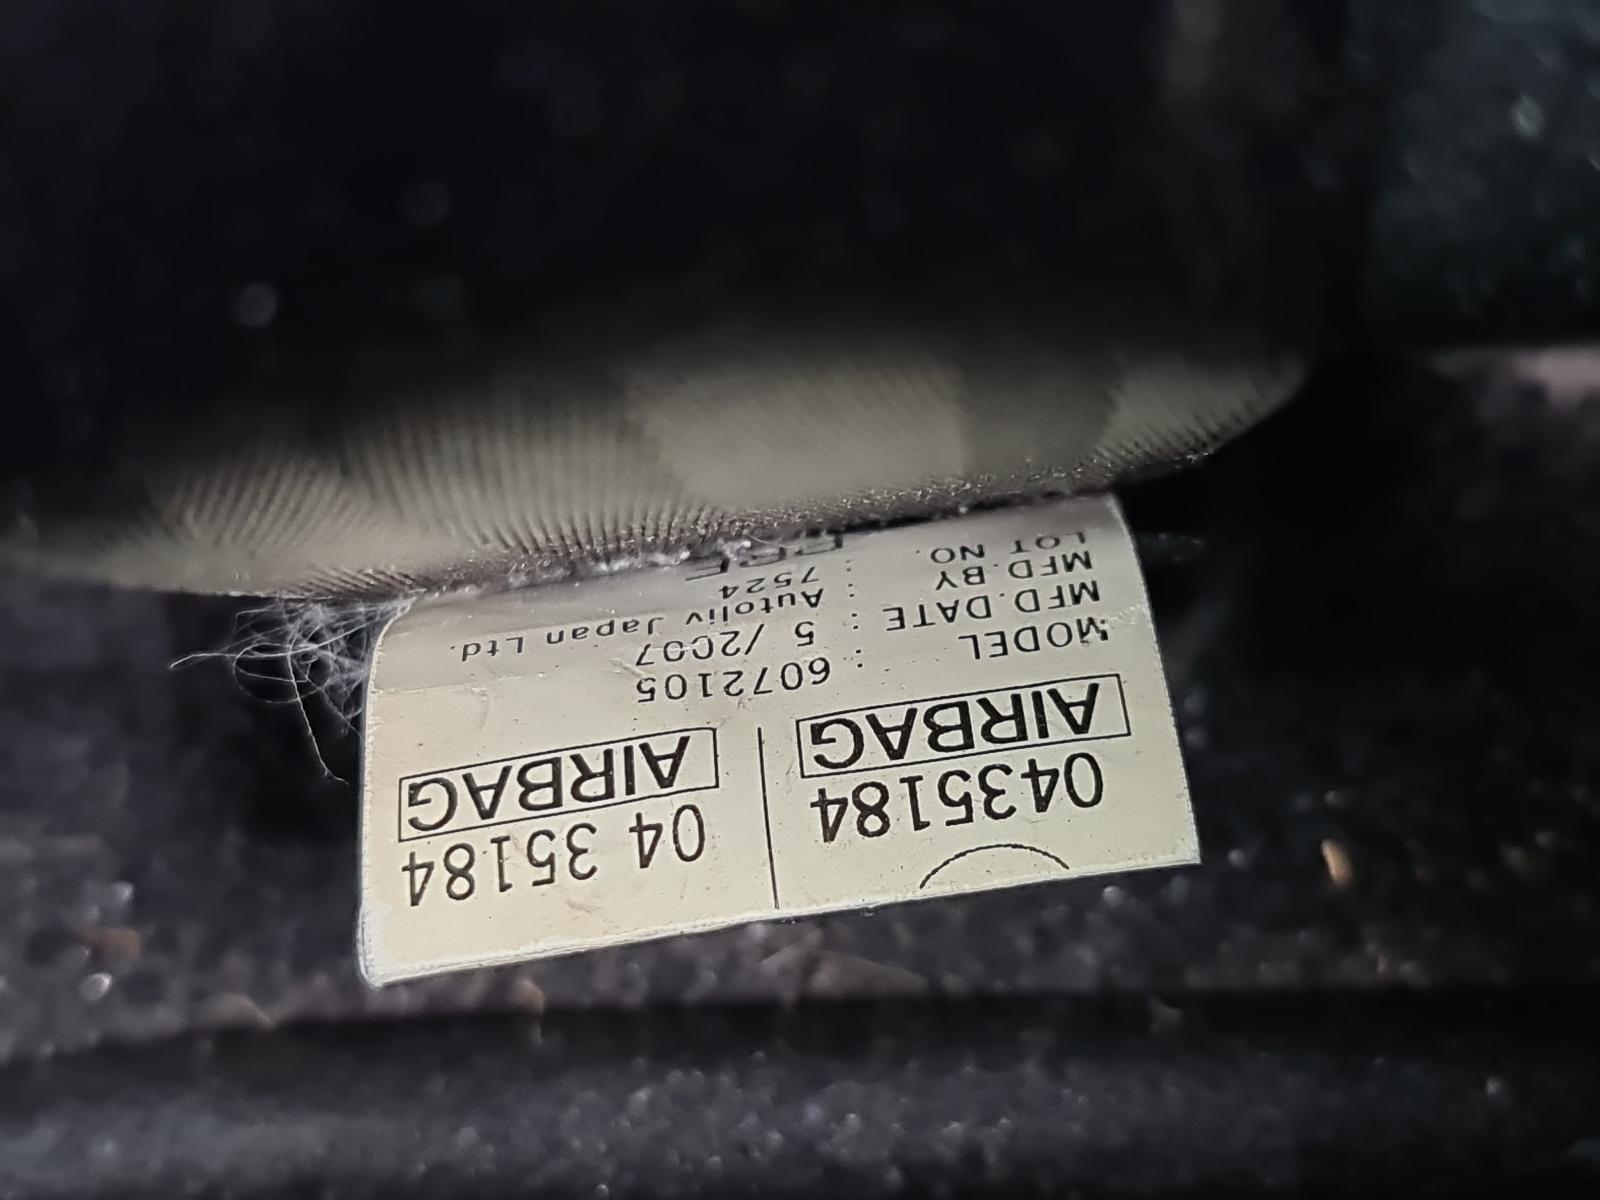 0435184
AIRBAG
04 35184
AIRBAG
MODEL : 6072105
MFD.DATE : 5 /2007
MFD.BY : Autoliv Japan Ltd.
LOT NO. : 7524